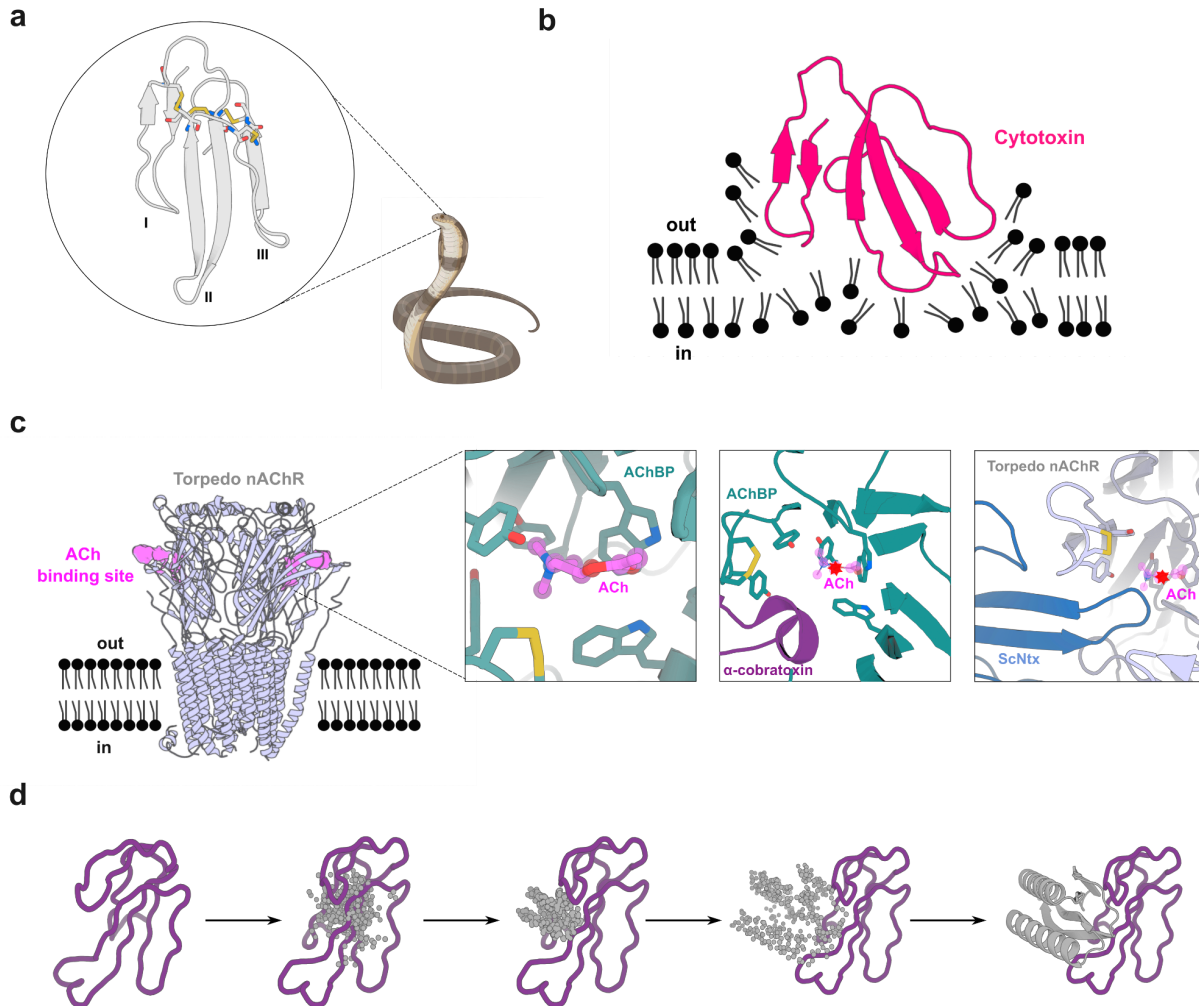 a
I
II
III
b
Cytotoxin
out
in
c
Torpedo nAChR
ACh
binding site
out
in
AChBP
ACh
AChBP
ACh
α-cobratoxin
Torpedo nAChR
ACh
ScNtx
d